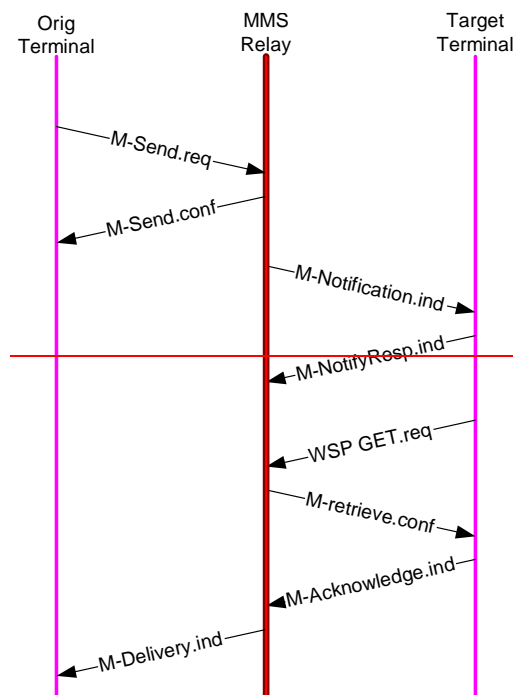 Orig
Terminal
MMS
Relay
Target
Terminal
M-Send.req
M-Send.conf
M-Notification.ind
M-NotifyResp.ind
WSP GET.req
M-retrieve.conf
M-Acknowledge.ind
M-Delivery.ind